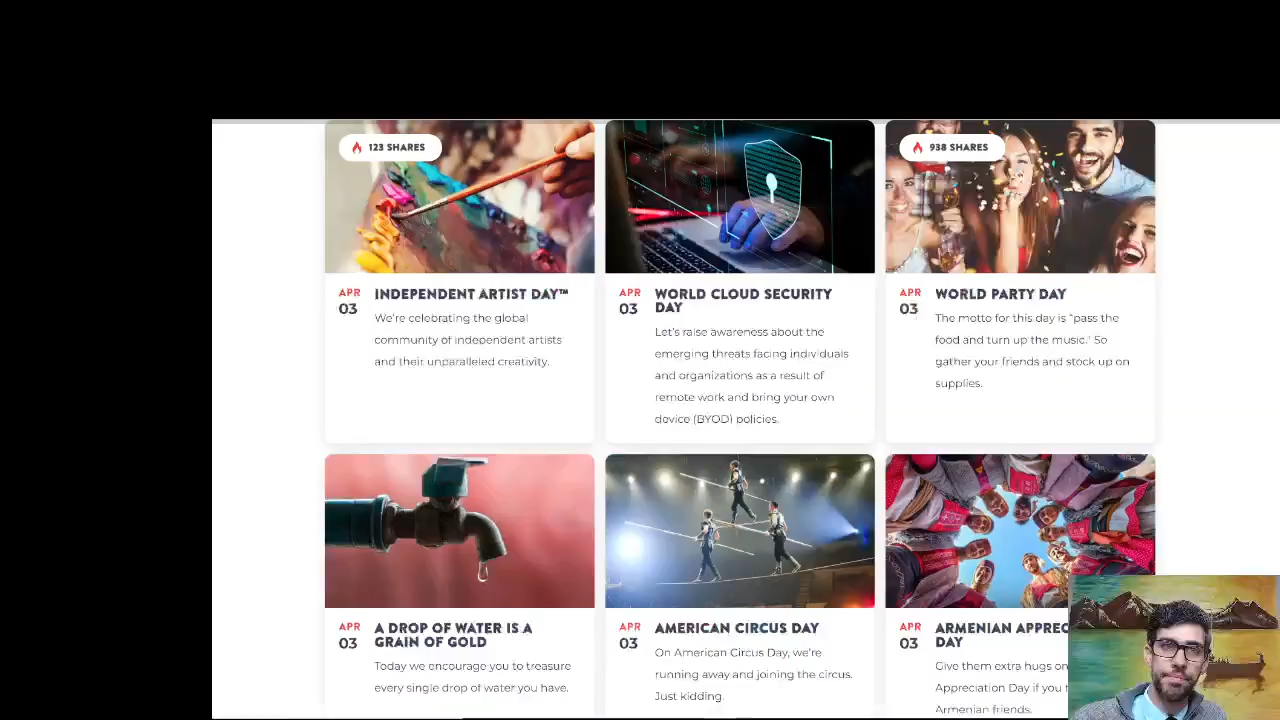 123 SHARES
APR
03
INDEPENDENT ARTIST DAY™
We're celebrating the global
community of independent artists
and their unparalleled creativity.
APR
03
WORLD CLOUD SECURITY
DAY
Let's raise awareness about the
emerging threats facing individuals
and organizations as a result of
remote work and bring your own
device (BYOD) policies.
938 SHARES
APR
03
WORLD PARTY DAY
The motto for this day is "pass the
food and turn up the music.' So
gather your friends and stock up on
supplies.
APR
03
A DROP OF WATER IS A
GRAIN OF GOLD
Today we encourage you to treasure
every single drop of water you have.
APR
03
AMERICAN CIRCUS DAY
On American Circus Day, we're
running away and joining the circus.
Just kidding.
APR
03
ARMENIAN
DAY
Give them extra hugs on
Appreciation Day if you
Armenian friends.